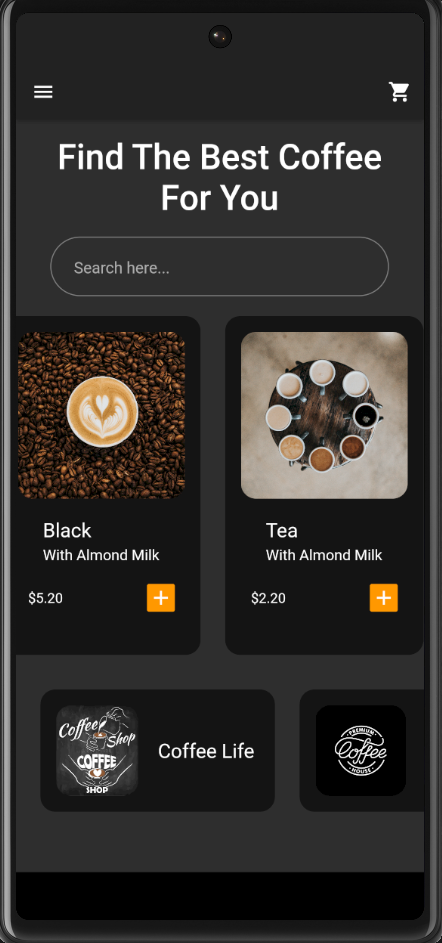 Find The Best Coffee
For You
Search here...
Black
With Almond Milk
$5.20
Tea
With Almond Milk
$2.20
Coffee
Shop
COFFEE
SHOP
Coffee Life
PREMIUM
Coffee
HOUSE